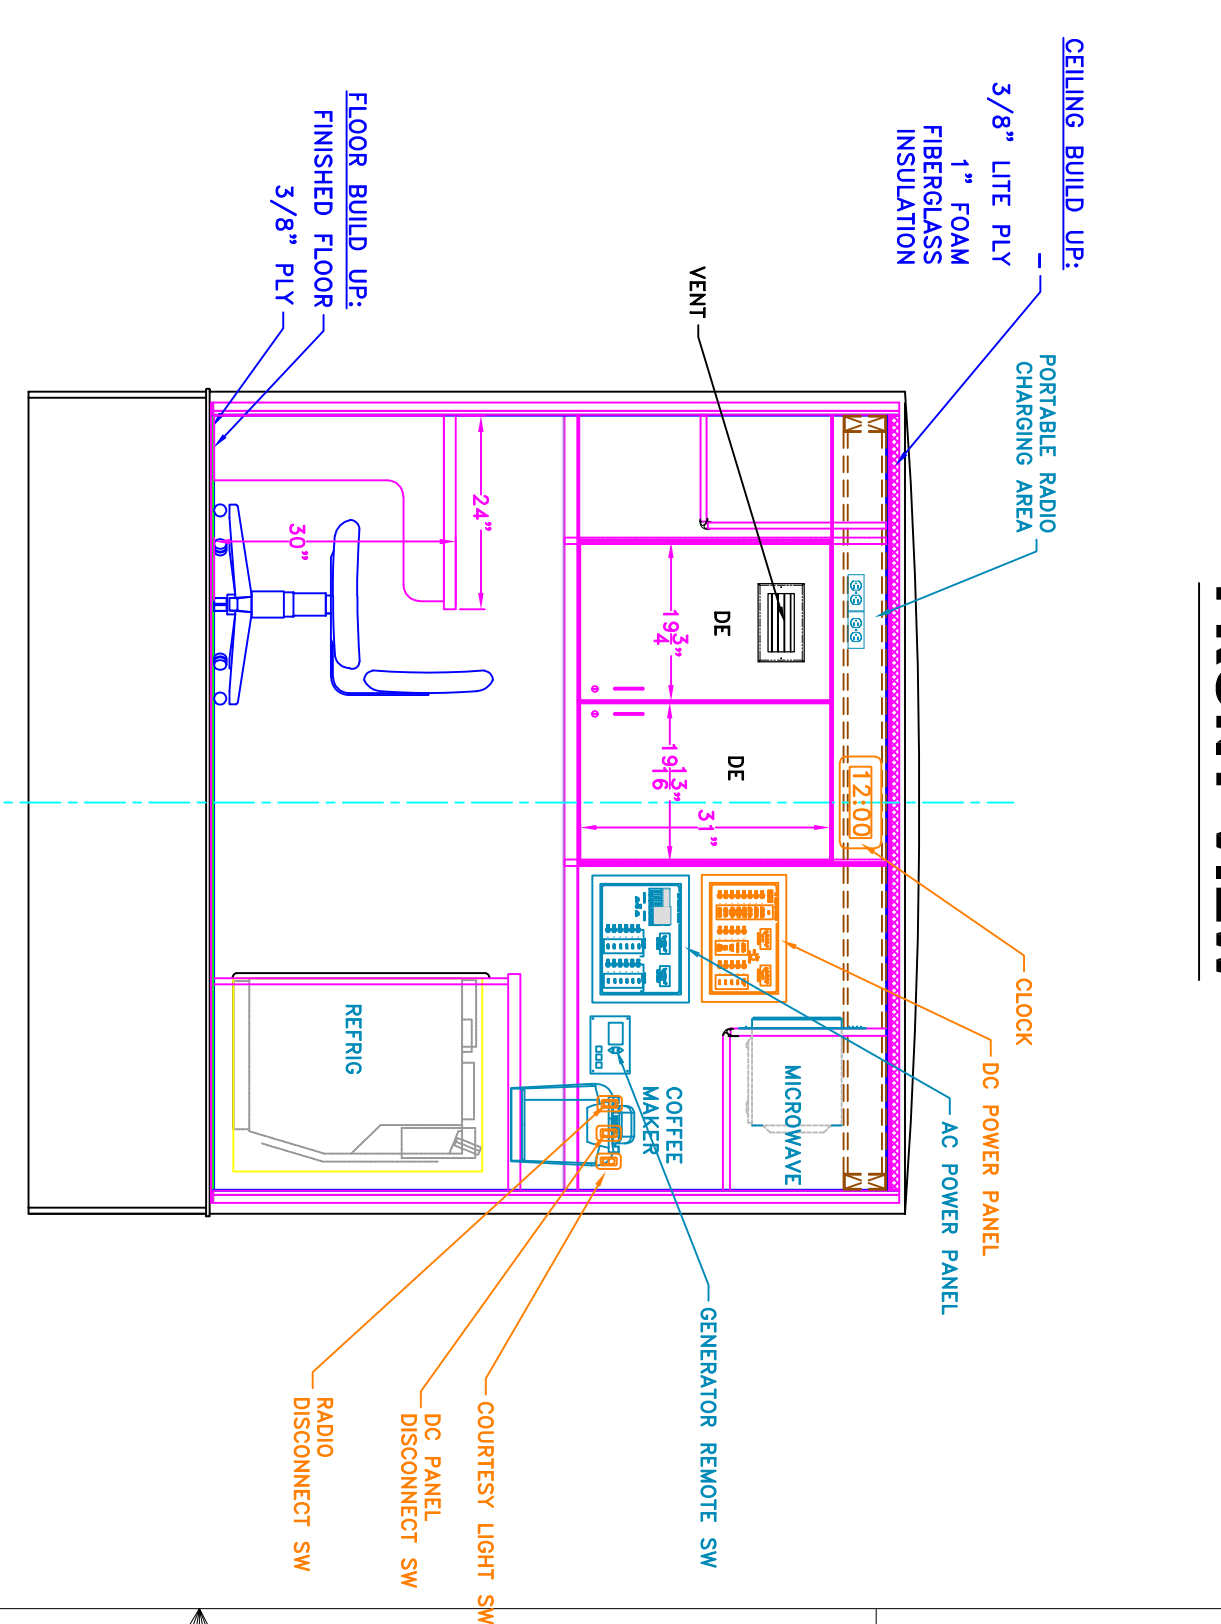 CEILING BUILD UP:
-
3/8" LITE PLY
1" FOAM
FIBERGLASS
INSULATION
PORTABLE RADIO
CHARGING AREA
VENT
FLOOR BUILD UP:
FINISHED FLOOR
3/8" PLY
24"
30"
DE
19 3/4"
DE
19 13/16"
31"
12:00
CLOCK
DC POWER PANEL
AC POWER PANEL
MICROWAVE
COFFEE
MAKER
REFRIG
GENERATOR REMOTE SW
COURTESY LIGHT SW
DC PANEL
DISCONNECT SW
RADIO
DISCONNECT SW